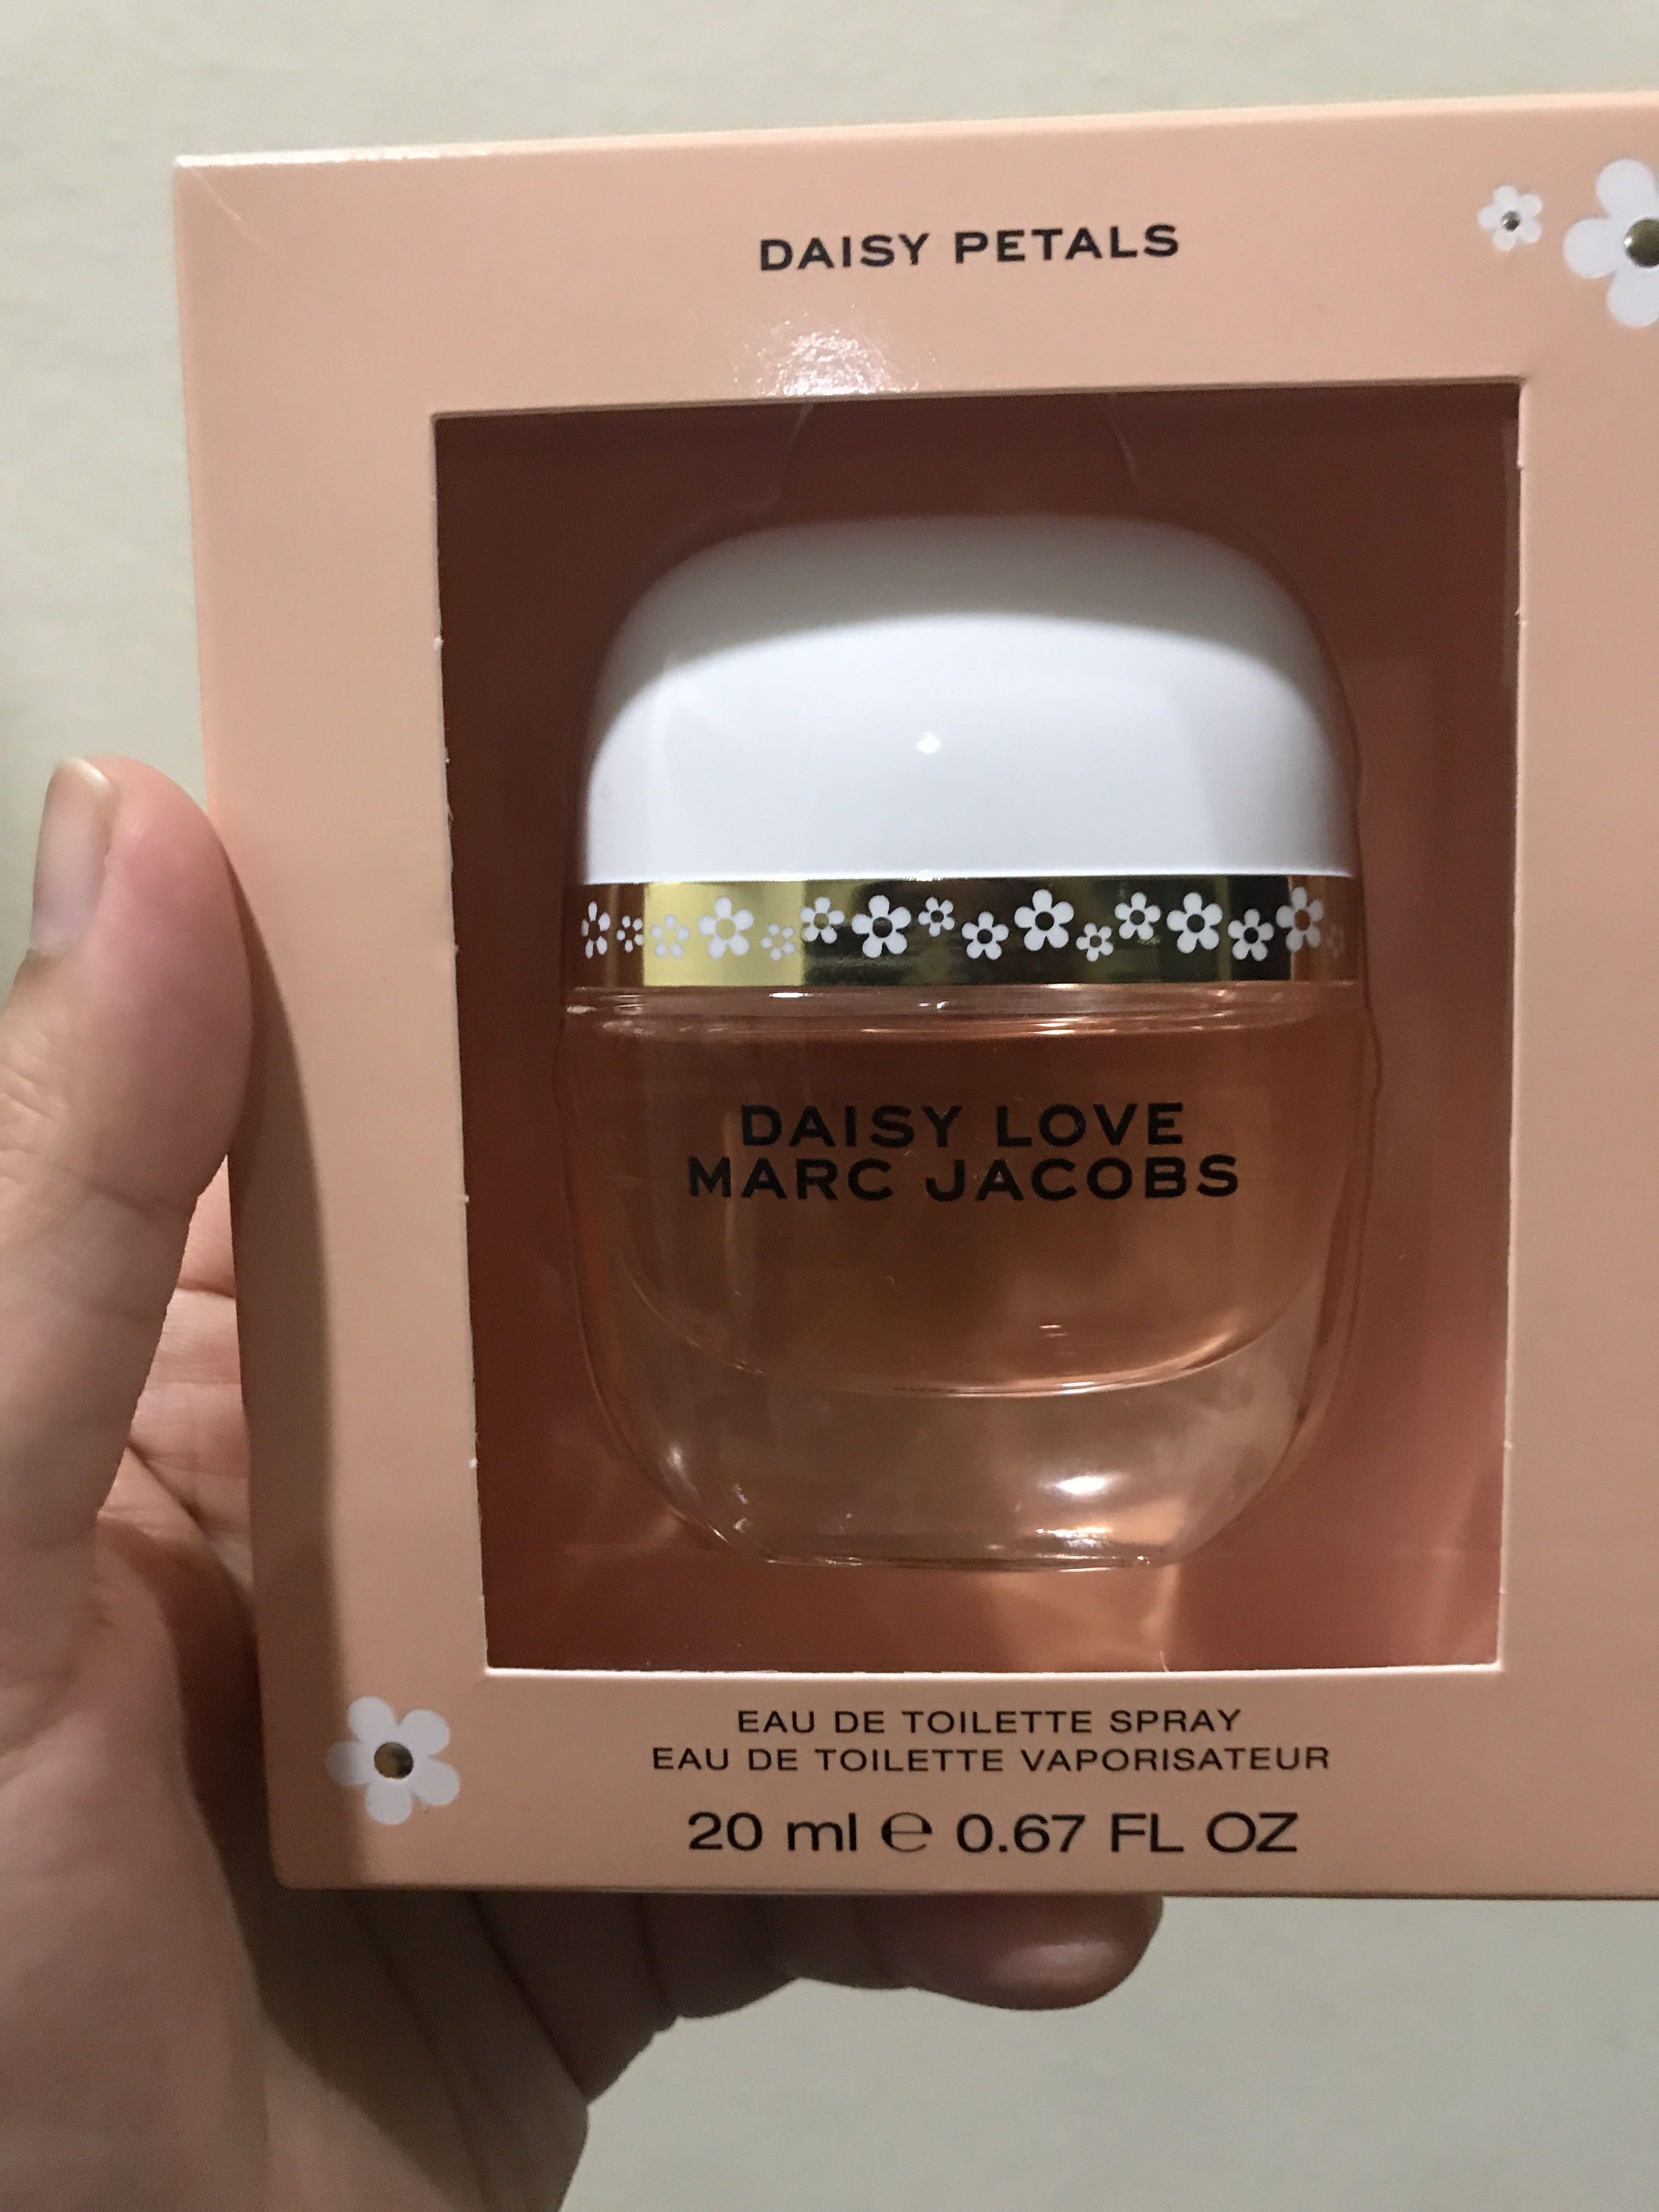 DAISY PETALS
DAISY LOVE
MARC JACOBS
EAU DE TOILETTE SPRAY
EAU DE TOILETTE VAPORISATEUR
20 ml ℮ 0.67 FL OZ